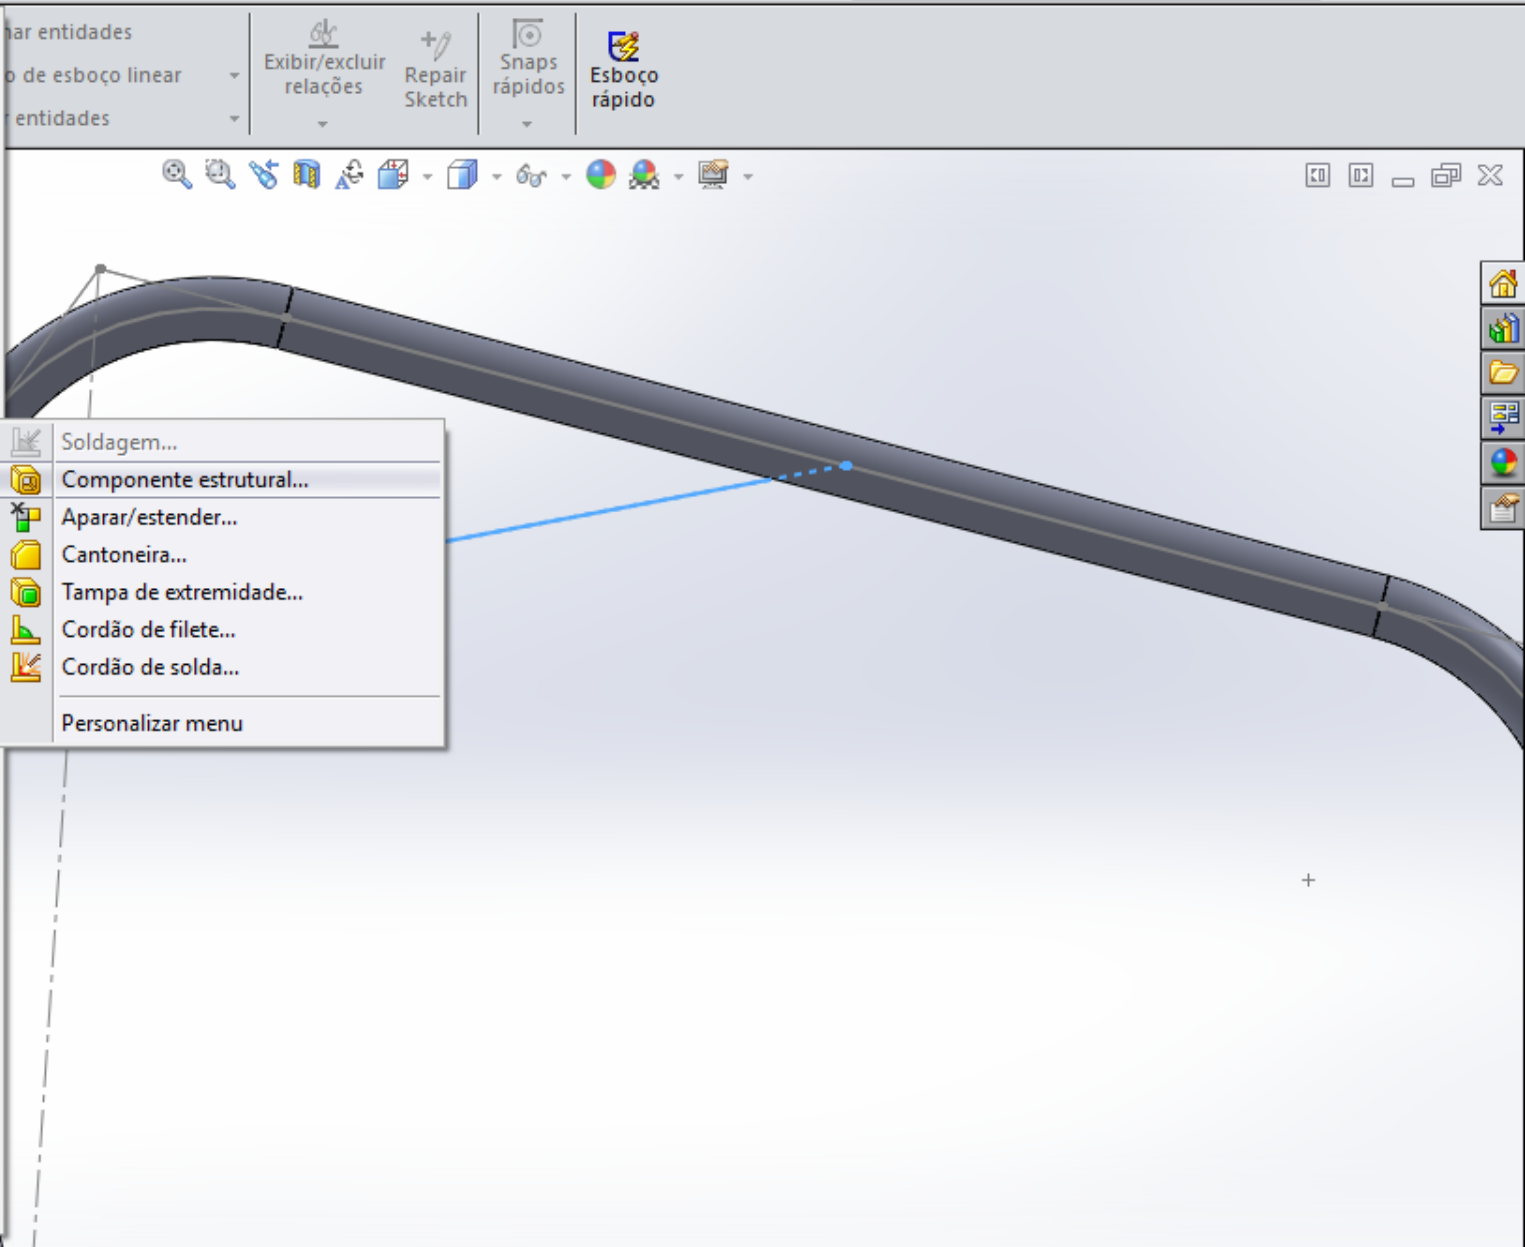 entidades
de esboço linear
entidades
Exibir/excluir
relações
Repair
Sketch
Snaps
rápidos
Esboço
rápido
Soldagem...
Componente estrutural...
Aparar/estender...
Cantoneira...
Tampa de extremidade...
Cordão de filete...
Cordão de solda...
Personalizar menu